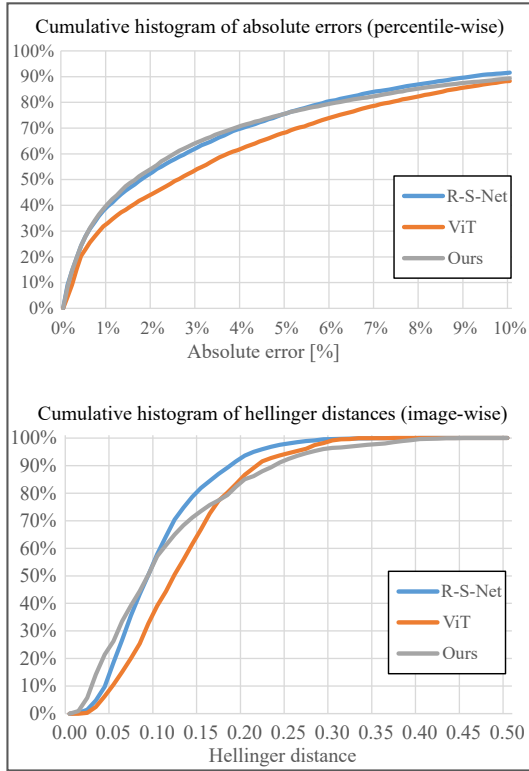 Cumulative histogram of absolute errors (percentile-wise)
100%
90%
80%
70%
60%
50%
40%
30%
20%
10%
0%
R-S-Net
ViT
Ours
0% 1% 2% 3% 4% 5% 6% 7% 8% 9% 10%
Absolute error [%]
Cumulative histogram of hellinger distances (image-wise)
100%
90%
80%
70%
60%
50%
40%
30%
20%
10%
0%
R-S-Net
ViT
Ours
0.00 0.05 0.10 0.15 0.20 0.25 0.30 0.35 0.40 0.45 0.50
Hellinger distance